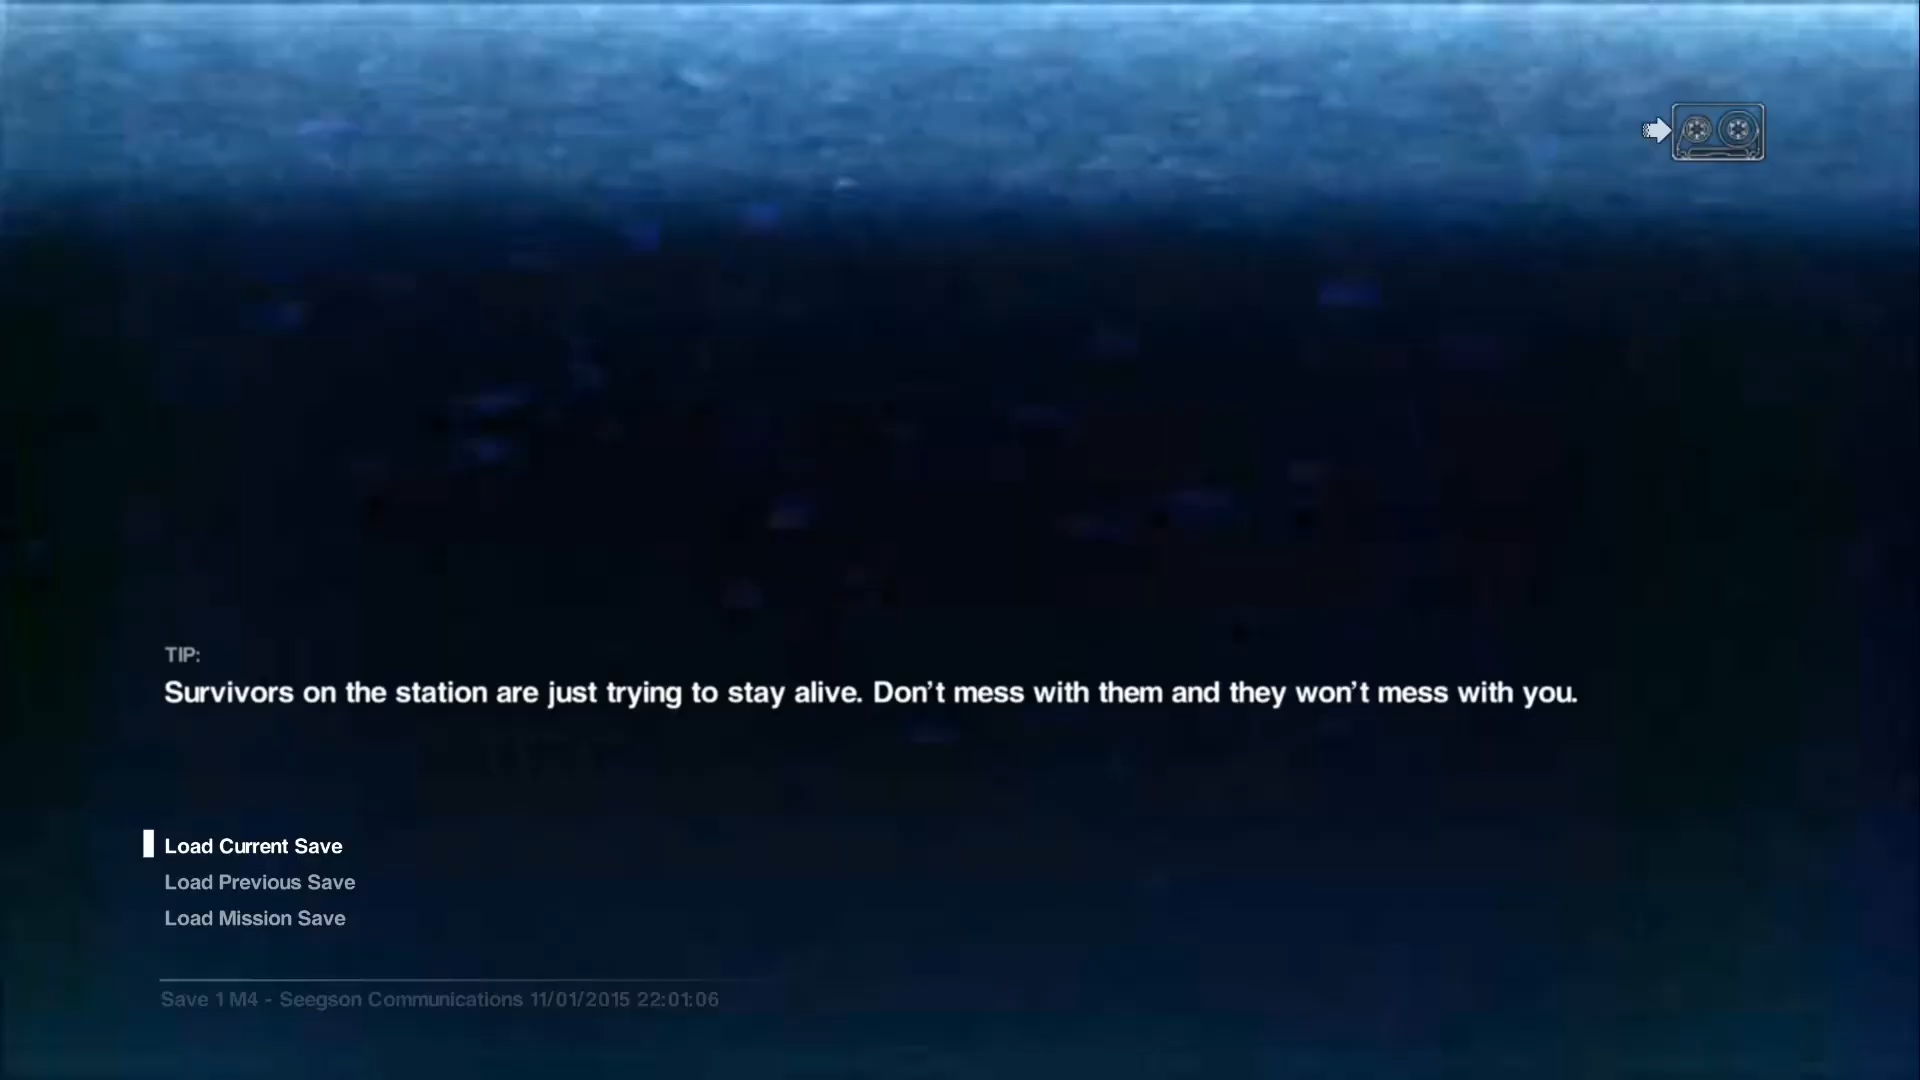 TIP:
Survivors on the station are just trying to stay alive. Don’t mess with them and they won’t mess with you.
Load Current Save
Load Previous Save
Load Mission Save
Save 1 M4 - Seegson Communications 11/01/2015 22:01:06